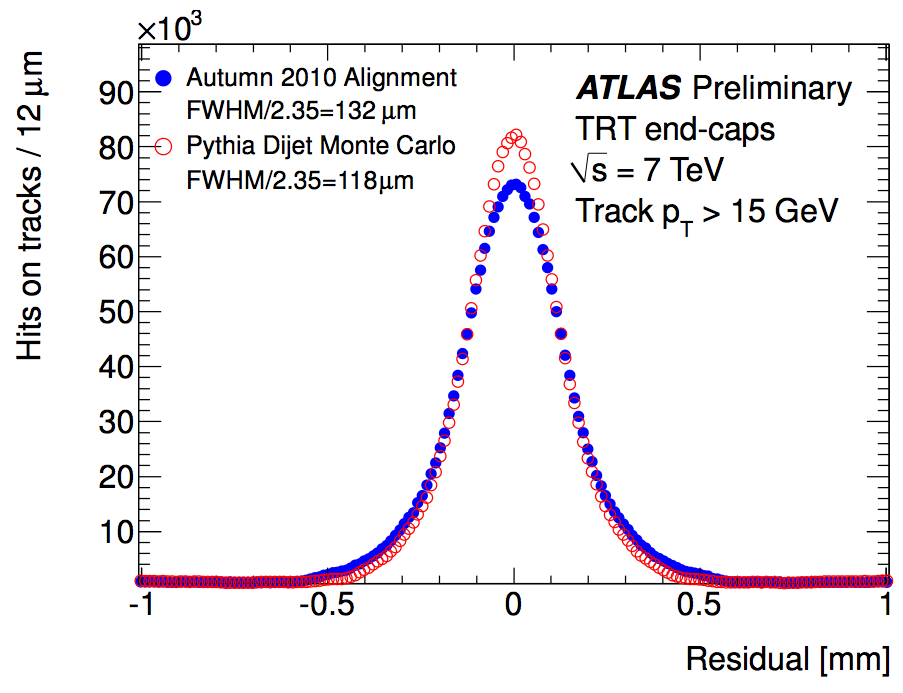 ×10³
Hits on tracks / 12 μm
90
80
70
60
50
40
30
20
10
Autumn 2010 Alignment
FWHM/2.35=132 μm
Pythia Dijet Monte Carlo
FWHM/2.35=118μm
ATLAS Preliminary
TRT end-caps
√s = 7 TeV
Track p_T > 15 GeV
-1 -0.5 0 0.5 1
Residual [mm]